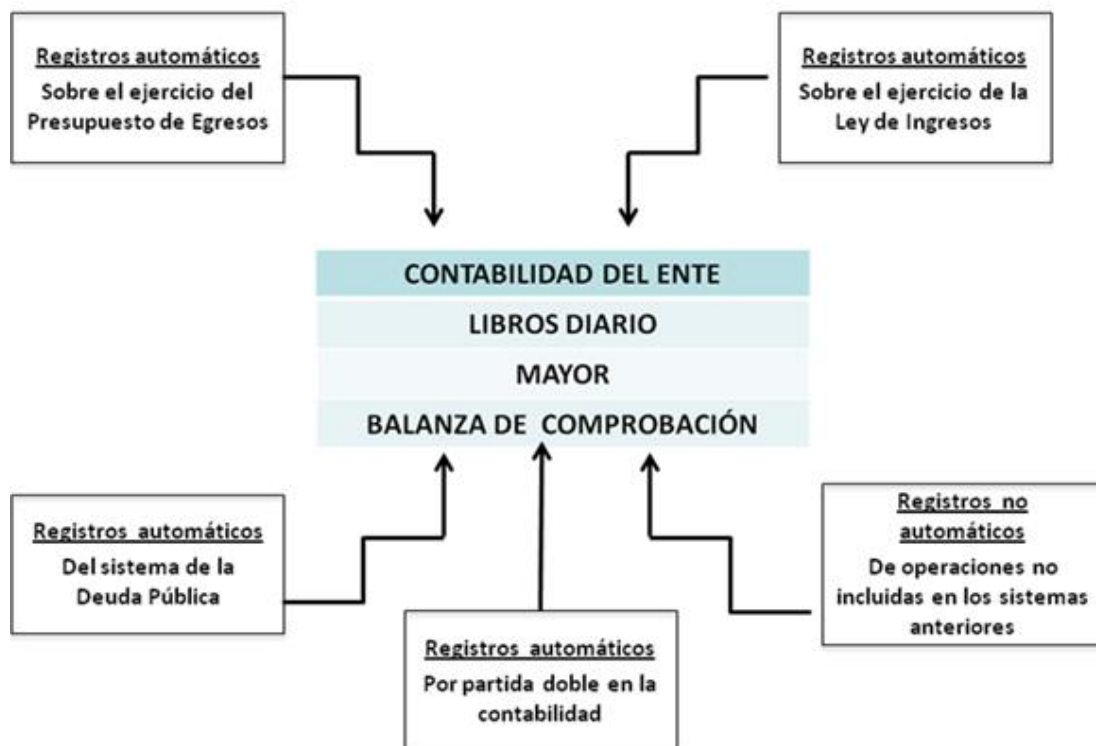 Registros automáticos
Sobre el ejercicio del
Presupuesto de Egresos
Registros automáticos
Sobre el ejercicio de la
Ley de Ingresos
CONTABILIDAD DEL ENTE
LIBROS DIARIO
MAYOR
BALANZA DE COMPROBACIÓN
Registros automáticos
Del sistema de la
Deuda Pública
Registros automáticos
Por partida doble en la
contabilidad
Registros no
automáticos
De operaciones no
incluidas en los sistemas
anteriores